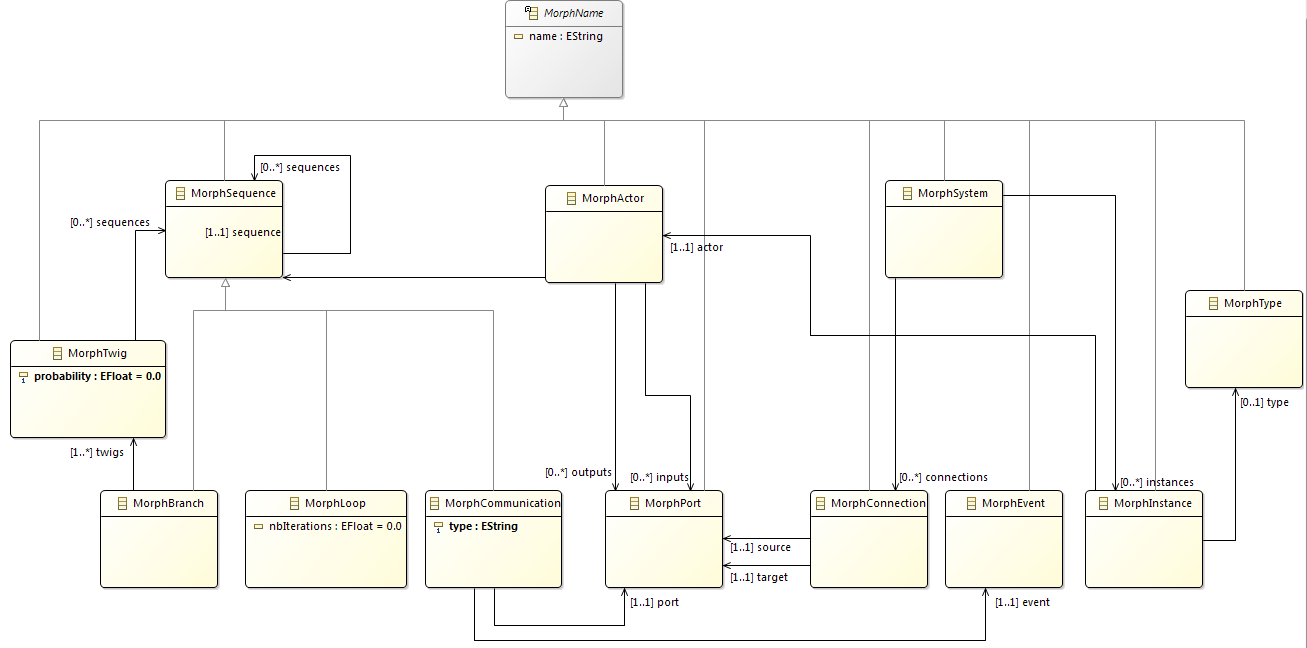 MorphName
name : EString
[0..*] sequences
MorphSequence
[1..1] sequence
[0..*] sequences
MorphActor
MorphSystem
[1..1] actor
MorphType
[0..1] type
MorphTwig
probability : EFloat = 0.0
[1..*] twigs
[0..*] outputs
[0..*] inputs
[0..*] connections
[0..*] instances
MorphBranch
MorphLoop
nbIterations : EFloat = 0.0
MorphCommunication
type : EString
MorphPort
MorphConnection
MorphEvent
MorphInstance
[1..1] source
[1..1] target
[1..1] port
[1..1] event